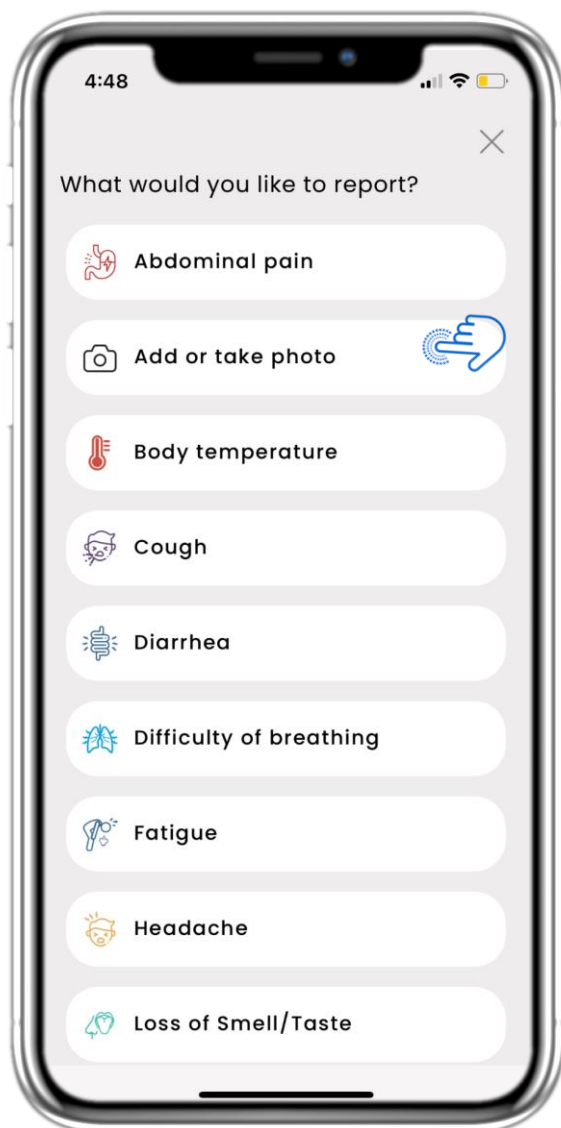 4:48
What would you like to report?
Abdominal pain
Add or take photo
Body temperature
Cough
Diarrhea
Difficulty of breathing
Fatigue
Headache
Loss of Smell/Taste